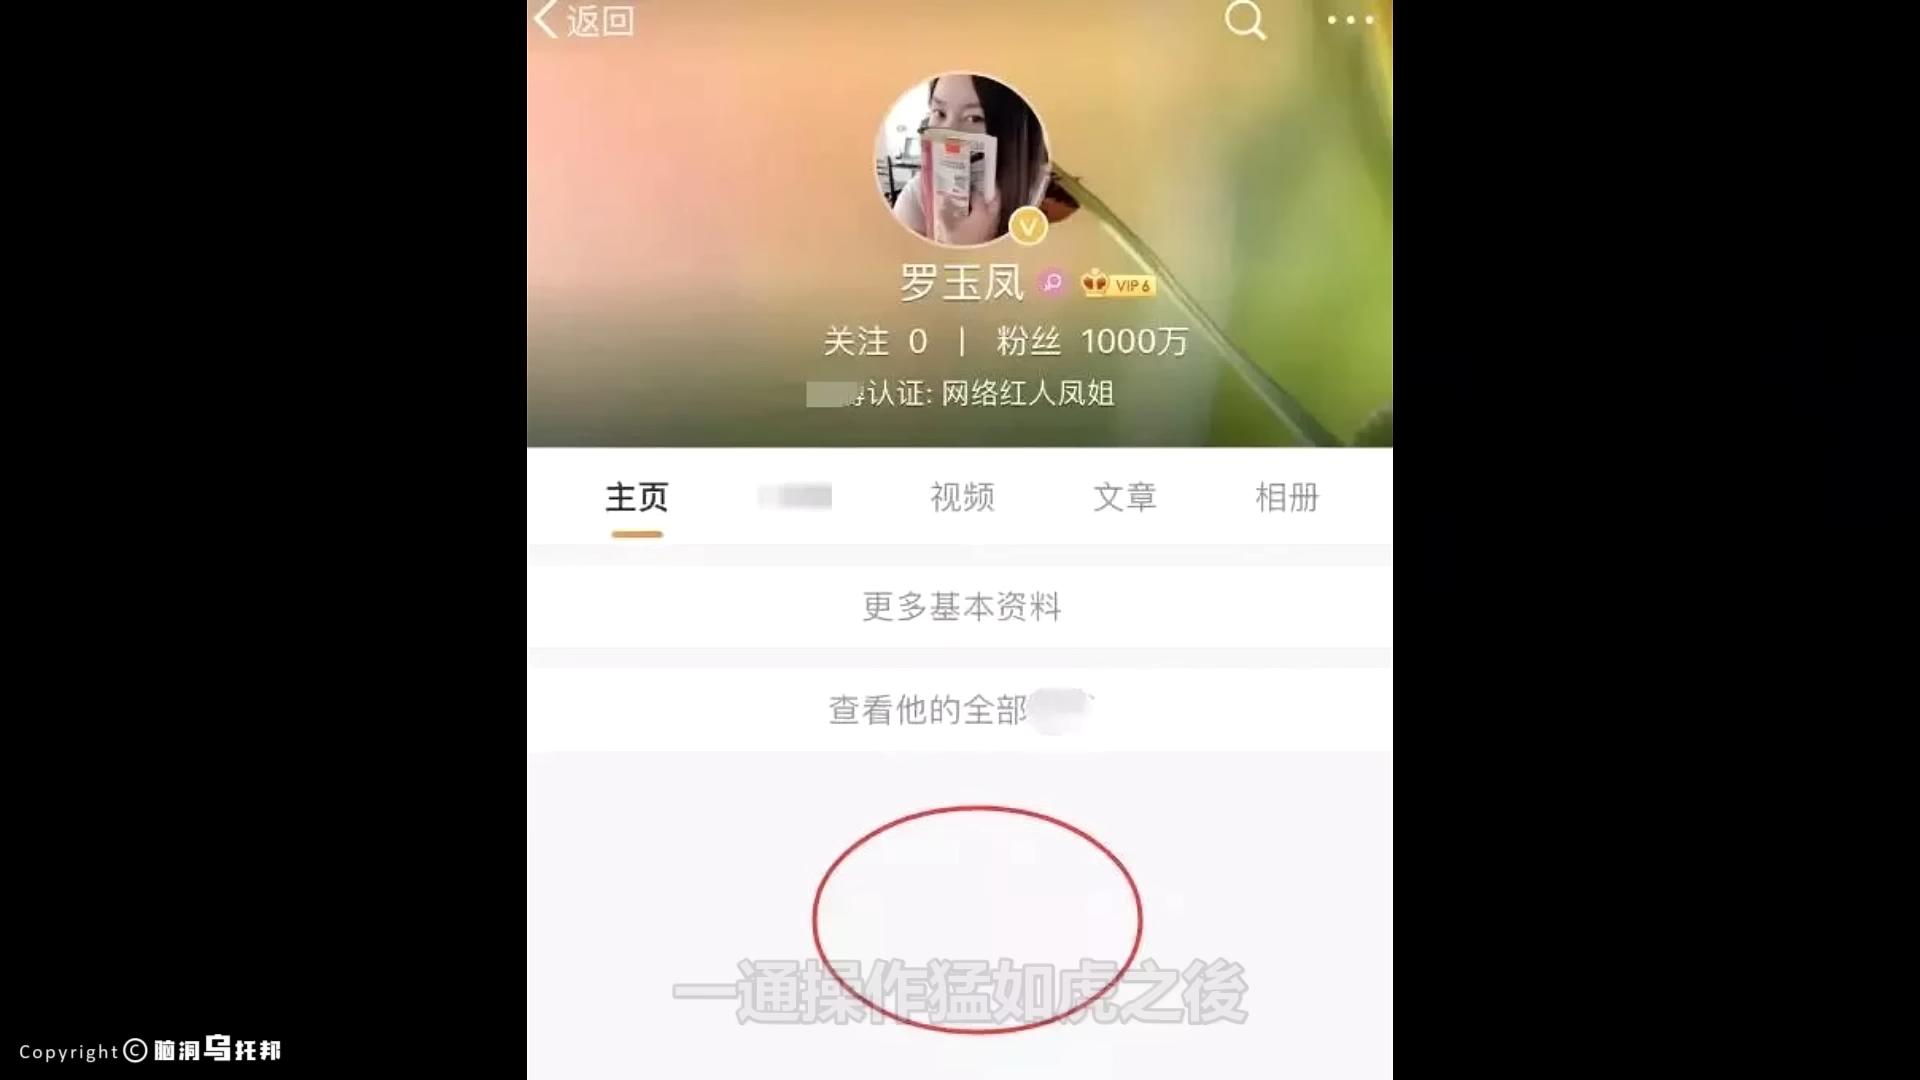 返回
罗玉凤 VIP 6
关注 0 | 粉丝 1000万
认证: 网络红人凤姐
主页 视频 文章 相册
更多基本资料
查看他的全部
一通操作猛如虎之後
Copyright © 脑洞乌托邦